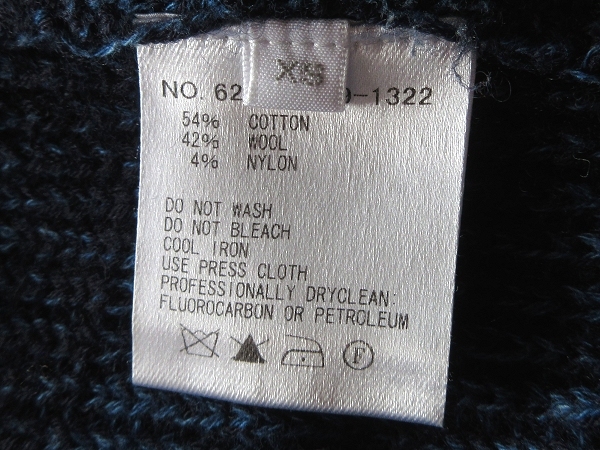 XS
NO. 62 9-1322
54% COTTON
42% WOOL
4% NYLON
DO NOT WASH
DO NOT BLEACH
COOL IRON
USE PRESS CLOTH
PROFESSIONALLY DRYCLEAN:
FLUOROCARBON OR PETROLEUM
F